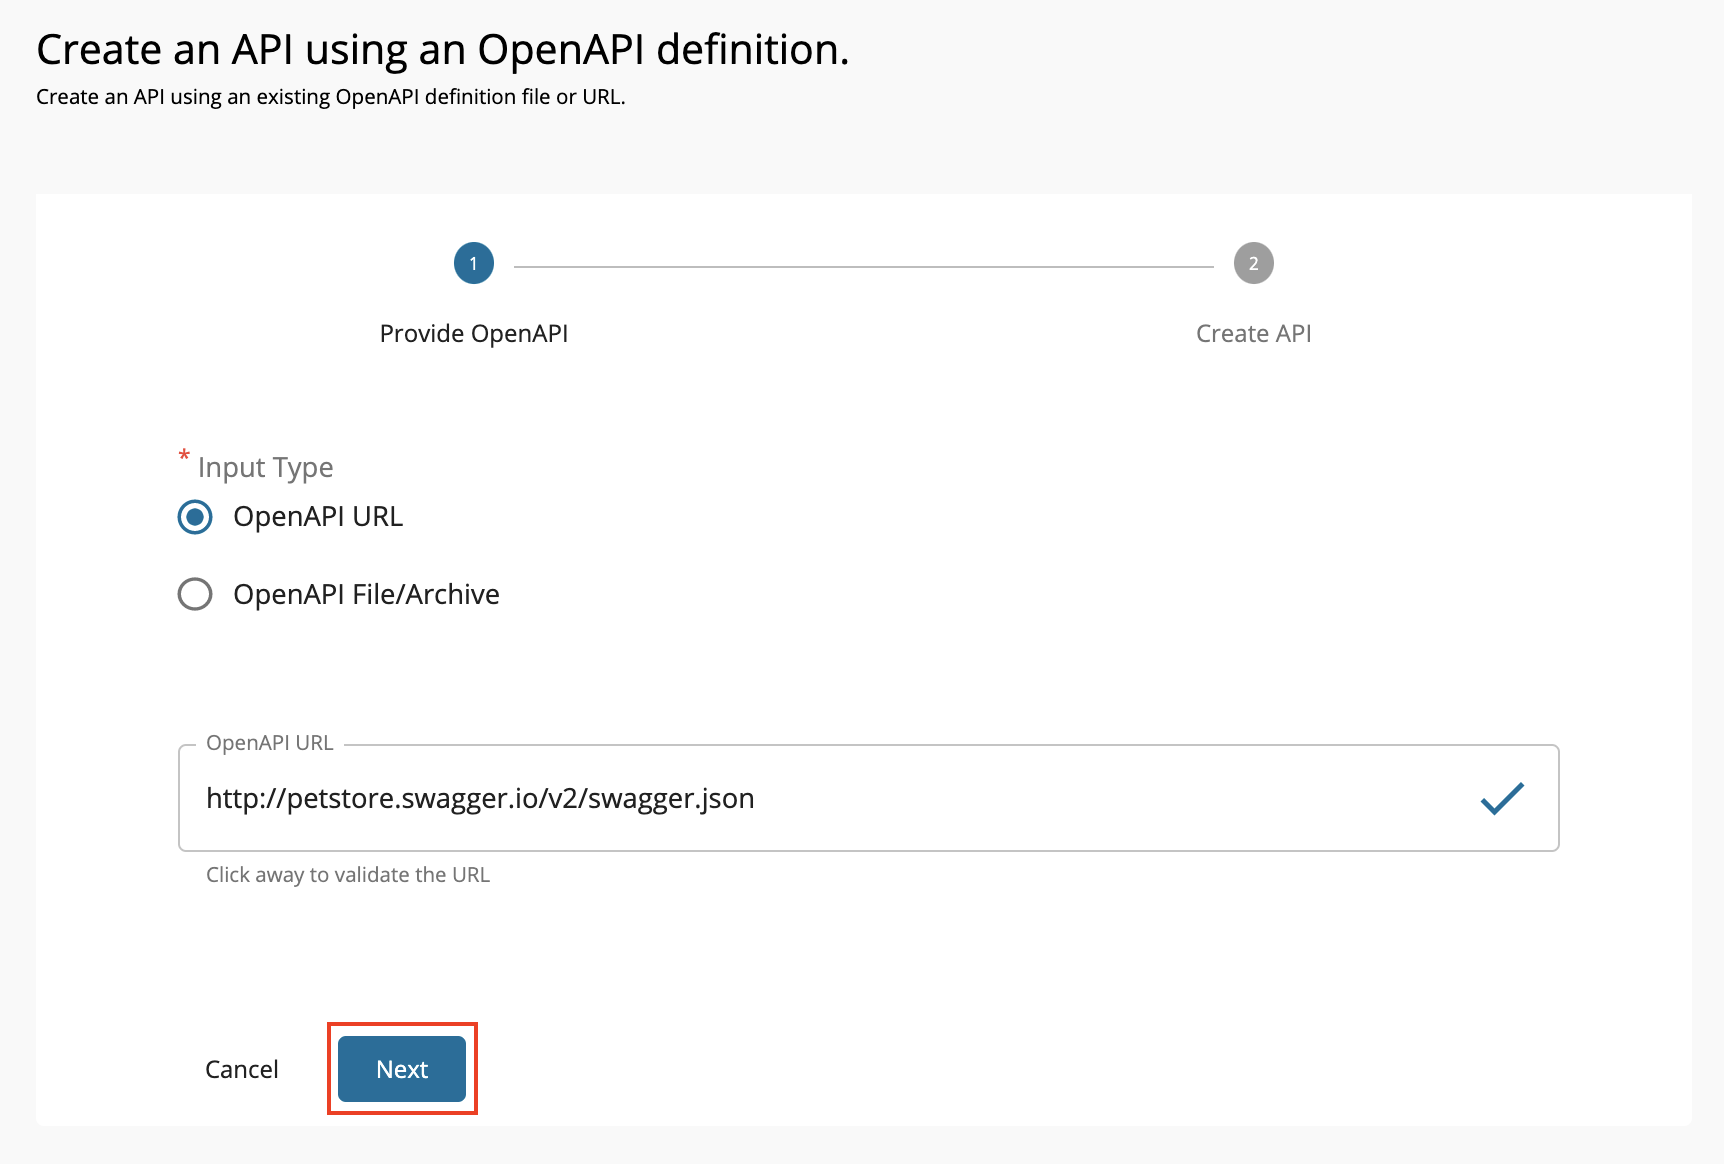 Create an API using an OpenAPI definition.
Create an API using an existing OpenAPI definition file or URL.
1
2
Provide OpenAPI
Create API
* Input Type
OpenAPI URL
OpenAPI File/Archive
OpenAPI URL
http://petstore.swagger.io/v2/swagger.json
Click away to validate the URL
Cancel
Next